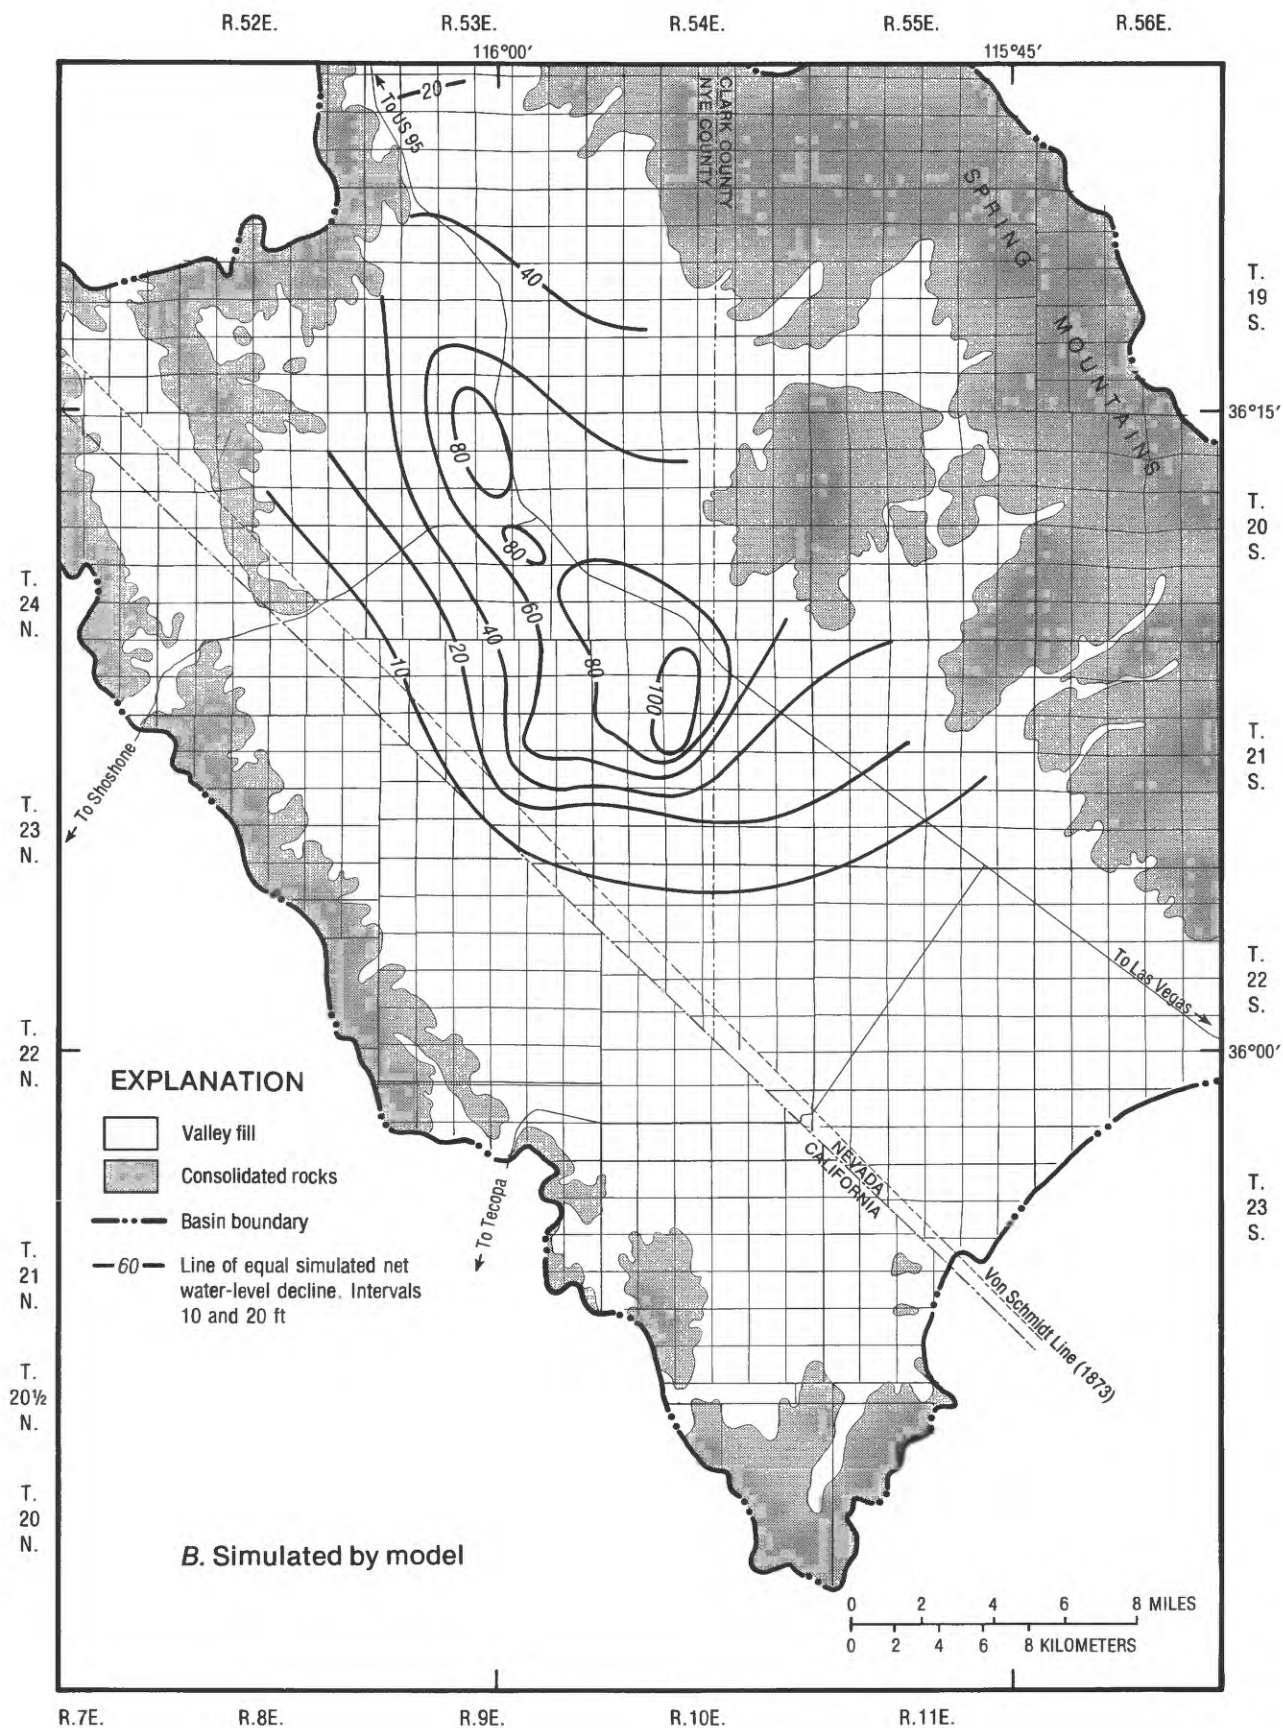 R.52E. R.53E. R.54E. R.55E. R.56E.
116°00′ 115°45′
20
To US 95
CLARK COUNTY
NYE COUNTY
SPRING
MOUNTAINS
T.
19
S.
40
36°15′
80
T.
20
S.
80
T.
24
N.
60
40
20
10
80
100
T.
21
S.
To Shoshone
T.
23
N.
To Las Vegas
T.
22
S.
T.
22
N.
36°00′
EXPLANATION
Valley fill
Consolidated rocks
Basin boundary
60 Line of equal simulated net
water-level decline. Intervals
10 and 20 ft
NEVADA
CALIFORNIA
To Tecopa
T.
23
S.
T.
21
N.
Von Schmidt Line (1873)
T.
20½
N.
T.
20
N.
B. Simulated by model
0 2 4 6 8 MILES
0 2 4 6 8 KILOMETERS
R.7E. R.8E. R.9E. R.10E. R.11E.